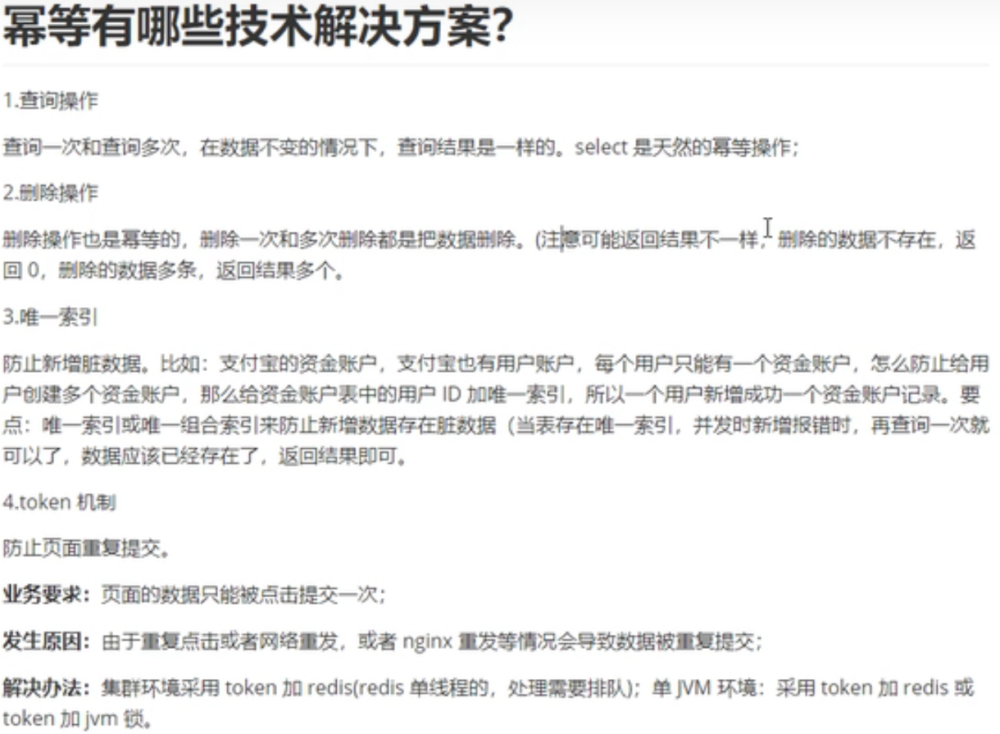 幂等有哪些技术解决方案?
1.查询操作
查询一次和查询多次，在数据不变的情况下，查询结果是一样的。select 是天然的幂等操作；
2.删除操作
删除操作也是幂等的，删除一次和多次删除都是把数据删除。(注意可能返回结果不一样，删除的数据不存在，返
回 0，删除的数据多条，返回结果多个。
3.唯一索引
防止新增脏数据。比如：支付宝的资金账户，支付宝也有用户账户，每个用户只能有一个资金账户，怎么防止给用
户创建多个资金账户，那么给资金账户表中的用户 ID 加唯一索引，所以一个用户新增成功一个资金账户记录。要
点：唯一索引或唯一组合索引来防止新增数据存在脏数据（当表存在唯一索引，并发时新增报错时，再查询一次就
可以了，数据应该已经存在了，返回结果即可。
4.token 机制
防止页面重复提交。
业务要求：页面的数据只能被点击提交一次；
发生原因：由于重复点击或者网络重发，或者 nginx 重发等情况会导致数据被重复提交；
解决办法：集群环境采用 token 加 redis(redis 单线程的，处理需要排队)；单 JVM 环境：采用 token 加 redis 或
token 加 jvm 锁。